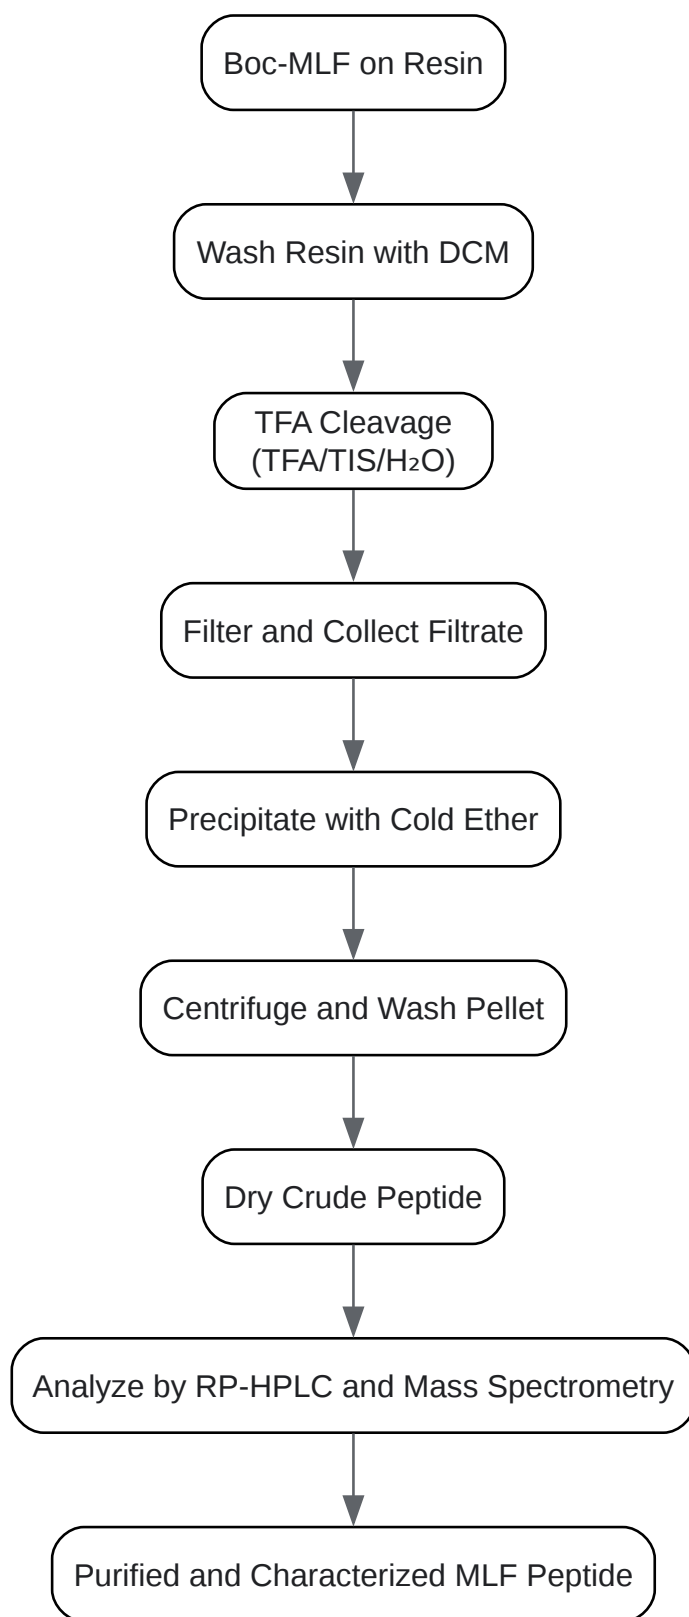 Boc-MLF on Resin
Wash Resin with DCM
TFA Cleavage
(TFA/TIS/H₂O)
Filter and Collect Filtrate
Precipitate with Cold Ether
Centrifuge and Wash Pellet
Dry Crude Peptide
Analyze by RP-HPLC and Mass Spectrometry
Purified and Characterized MLF Peptide